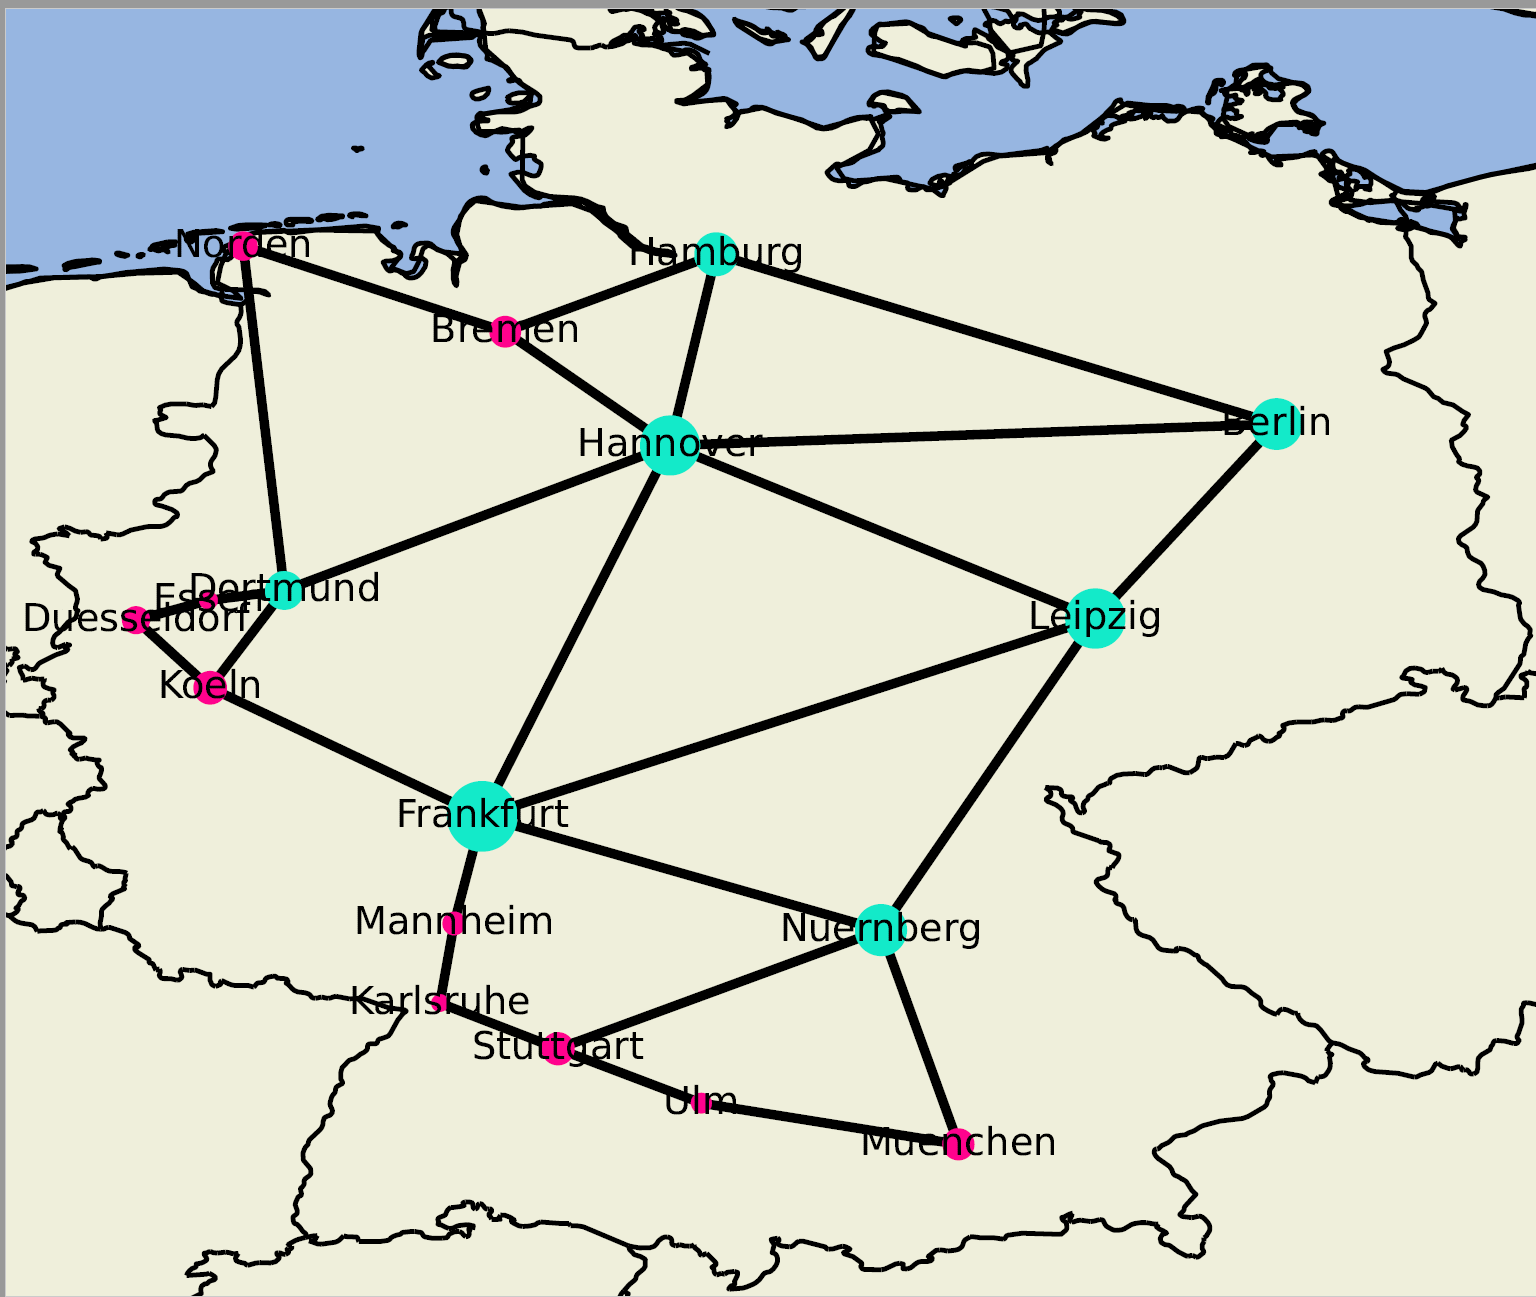 Norden
Hamburg
Bremen
Berlin
Hannover
Dortmund
Essen
Duesseldorf
Leipzig
Koeln
Frankfurt
Mannheim
Nuernberg
Karlsruhe
Stuttgart
Ulm
Muenchen